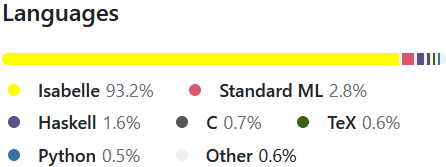 Languages
Isabelle 93.2% Standard ML 2.8%
Haskell 1.6% C 0.7% TeX 0.6%
Python 0.5% Other 0.6%